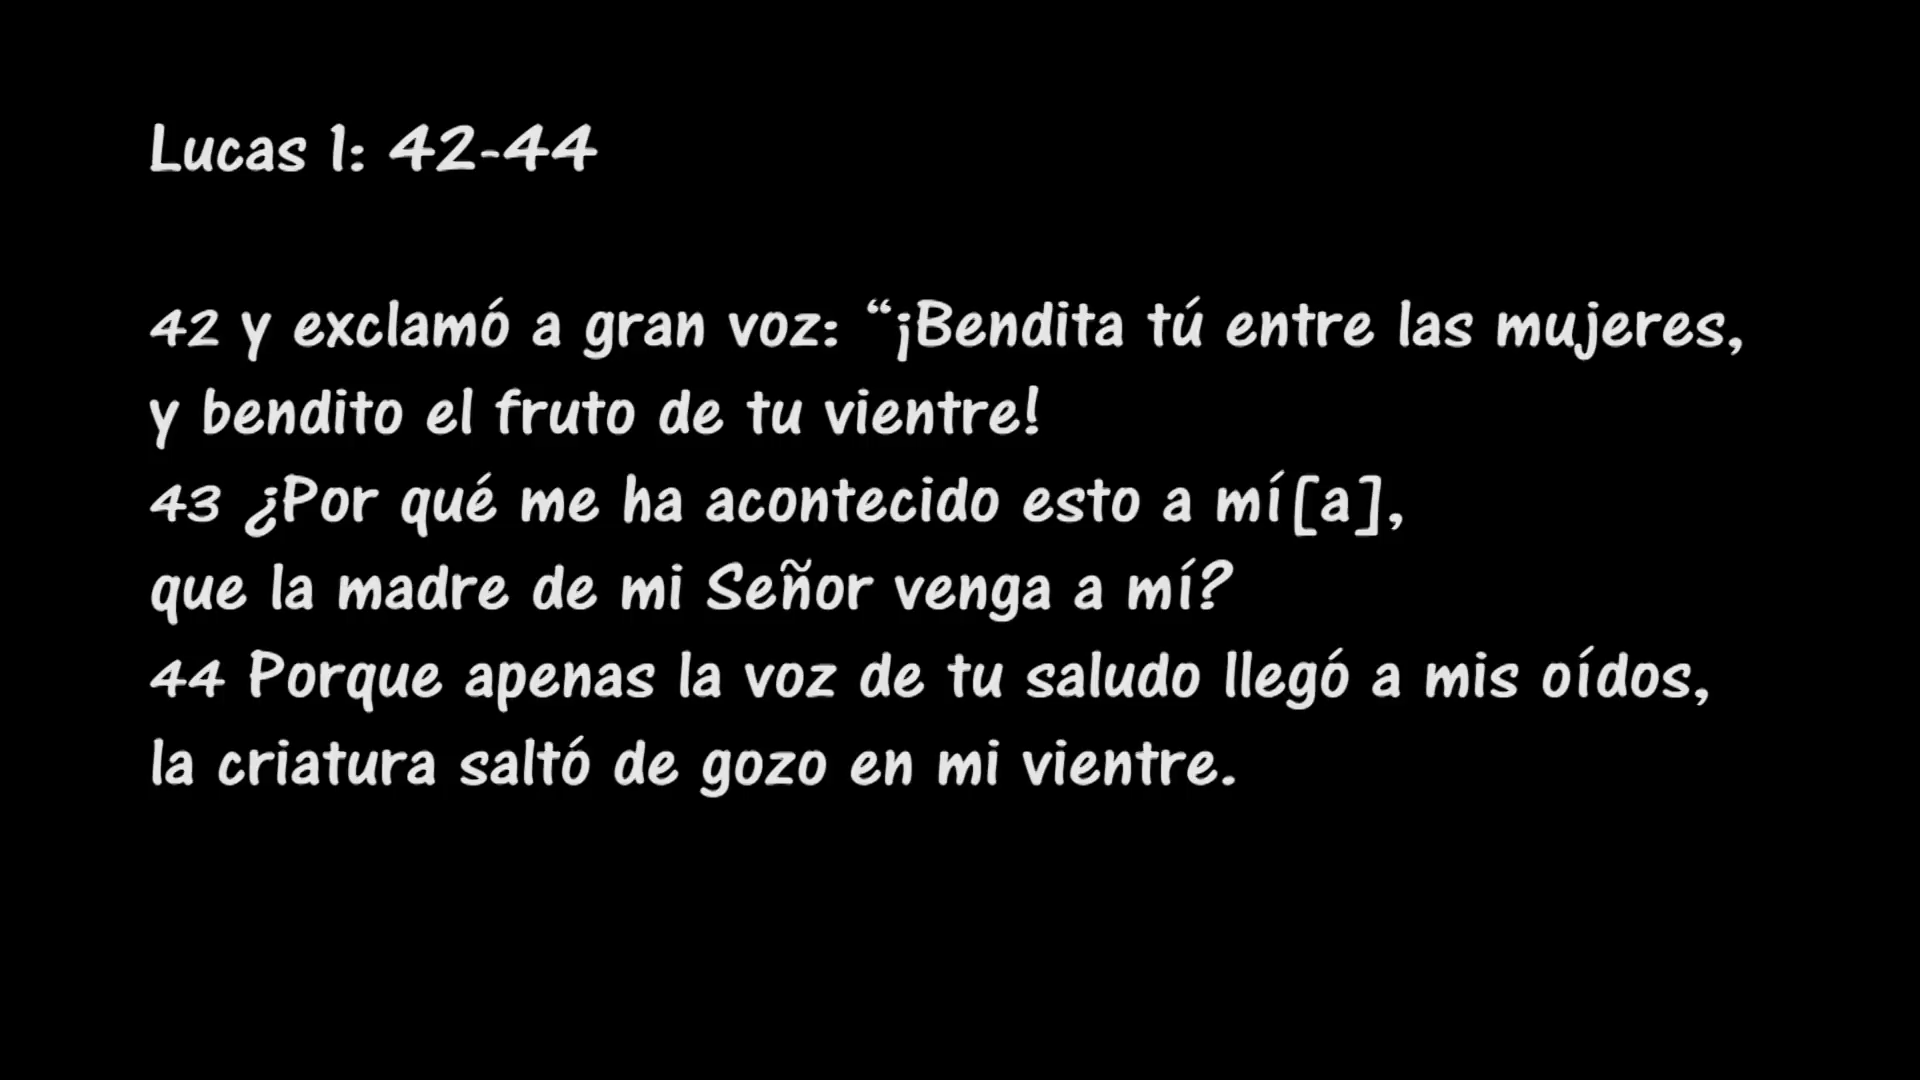 Lucas 1: 42-44
42 y exclamó a gran voz: “¡Bendita tú entre las mujeres,
y bendito el fruto de tu vientre!
43 ¿Por qué me ha acontecido esto a mí[a],
que la madre de mi Señor venga a mí?
44 Porque apenas la voz de tu saludo llegó a mis oídos,
la criatura saltó de gozo en mi vientre.